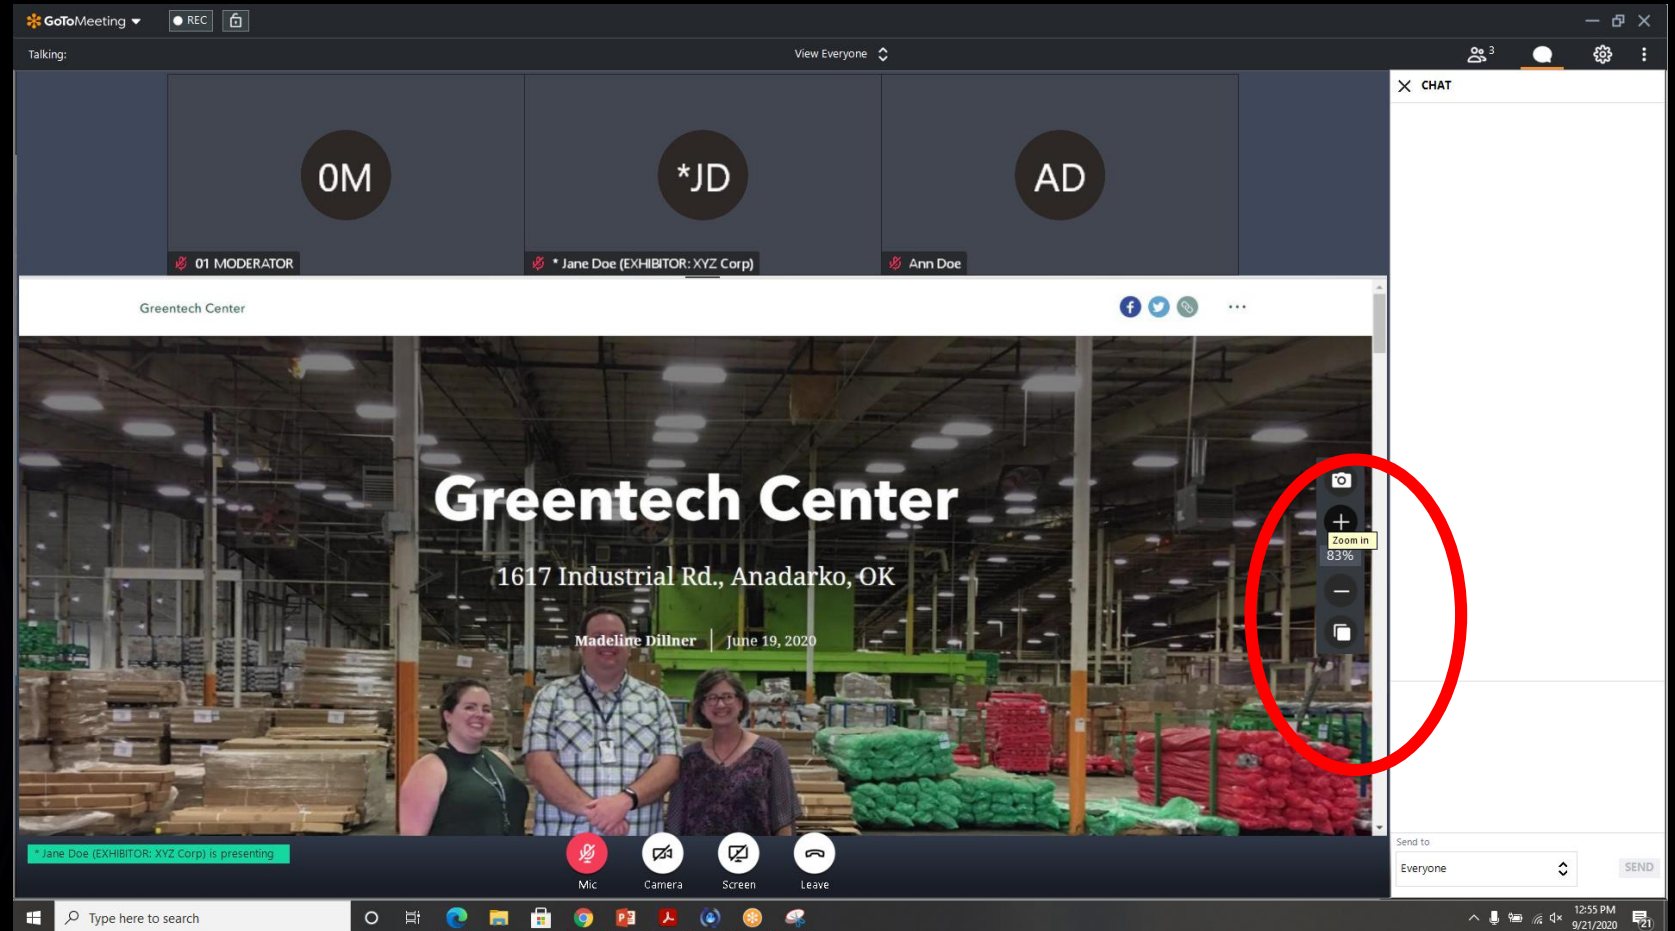 GoToMeeting
REC
Talking:
View Everyone
3
CHAT
0M
*JD
AD
01 MODERATOR
* Jane Doe (EXHIBITOR: XYZ Corp)
Ann Doe
Greentech Center
Greentech Center
1617 Industrial Rd., Anadarko, OK
Madeline Dillner | June 19, 2020
Zoom in
83%
* Jane Doe (EXHIBITOR: XYZ Corp) is presenting
Mic
Camera
Screen
Leave
Send to
Everyone
SEND
Type here to search
12:55 PM
9/21/2020
21